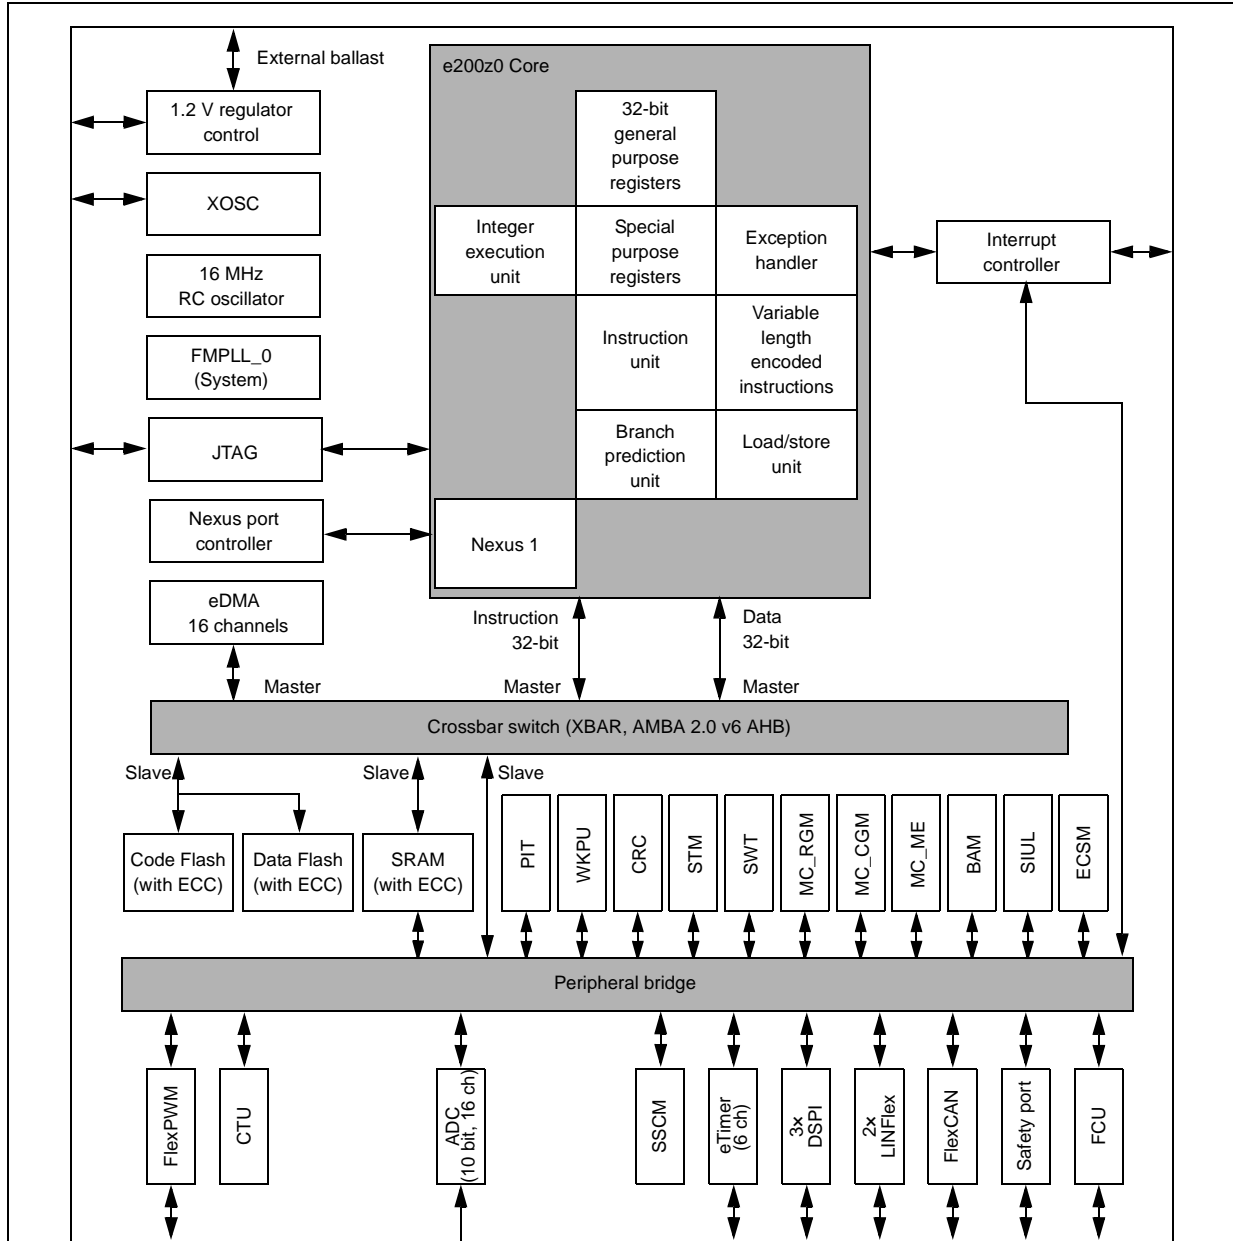 External ballast
e200z0 Core
1.2 V regulator
control
32-bit
general
purpose
registers
XOSC
Integer
execution
unit
Special
purpose
registers
Exception
handler
Interrupt
controller
16 MHz
RC oscillator
FMPLL_0
(System)
Instruction
unit
Variable
length
encoded
instructions
JTAG
Branch
prediction
unit
Load/store
unit
Nexus port
controller
Nexus 1
eDMA
16 channels
Instruction
32-bit
Data
32-bit
Master
Master
Master
Crossbar switch (XBAR, AMBA 2.0 v6 AHB)
Slave
Slave
Slave
Code Flash
(with ECC)
Data Flash
(with ECC)
SRAM
(with ECC)
PIT
WKPU
CRC
STM
SWT
MC_RGM
MC_CGM
MC_ME
BAM
SIUL
ECSM
Peripheral bridge
FlexPWM
CTU
ADC
(10 bit, 16 ch)
SSCM
eTimer
(6 ch)
3x
DSPI
2x
LINFlex
FlexCAN
Safety port
FCU